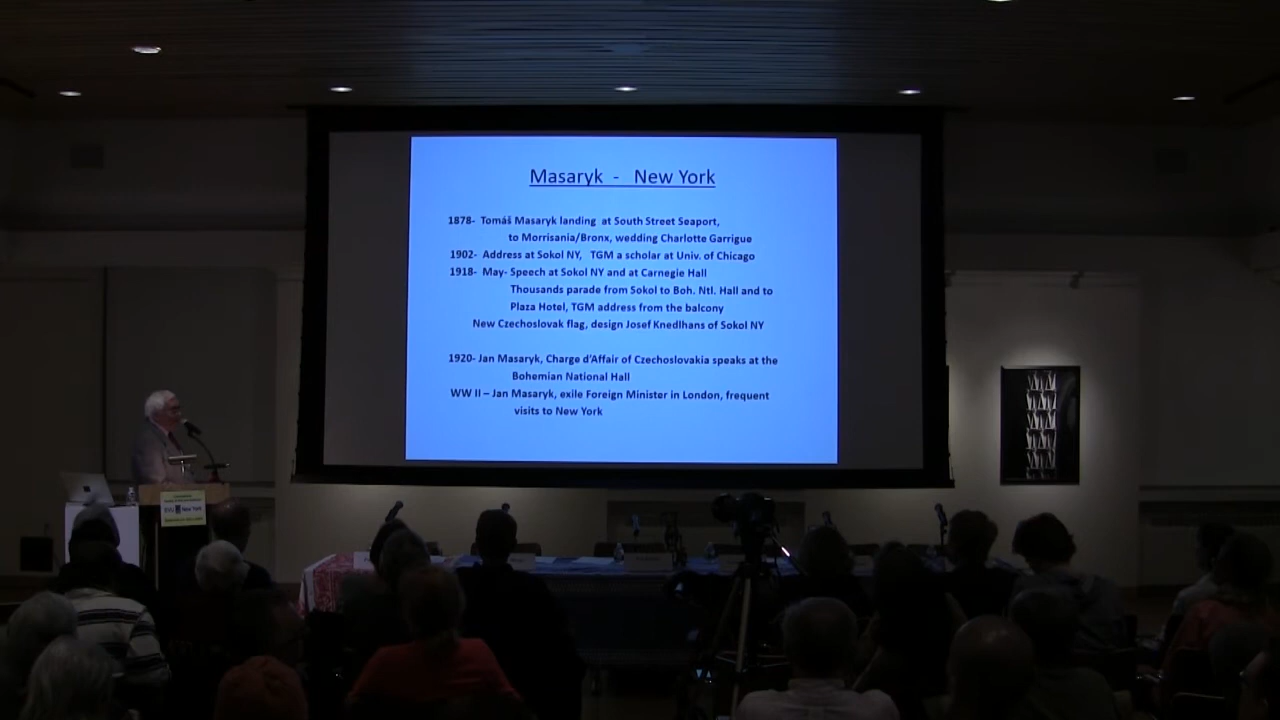 Masaryk - New York
1878- Tomáš Masaryk landing at South Street Seaport,
to Morrisania/Bronx, wedding Charlotte Garrigue
1902- Address at Sokol NY, TGM a scholar at Univ. of Chicago
1918- May- Speech at Sokol NY and at Carnegie Hall
Thousands parade from Sokol to Boh. Ntl. Hall and to
Plaza Hotel, TGM address from the balcony
New Czechoslovak flag, design Josef Knedlhans of Sokol NY
1920- Jan Masaryk, Charge d'Affair of Czechoslovakia speaks at the
Bohemian National Hall
WW II – Jan Masaryk, exile Foreign Minister in London, frequent
visits to New York
New York